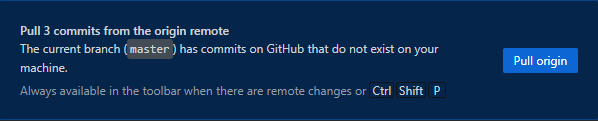 Pull 3 commits from the origin remote
The current branch (master) has commits on GitHub that do not exist on your
machine.
Pull origin
Always available in the toolbar when there are remote changes or Ctrl Shift P